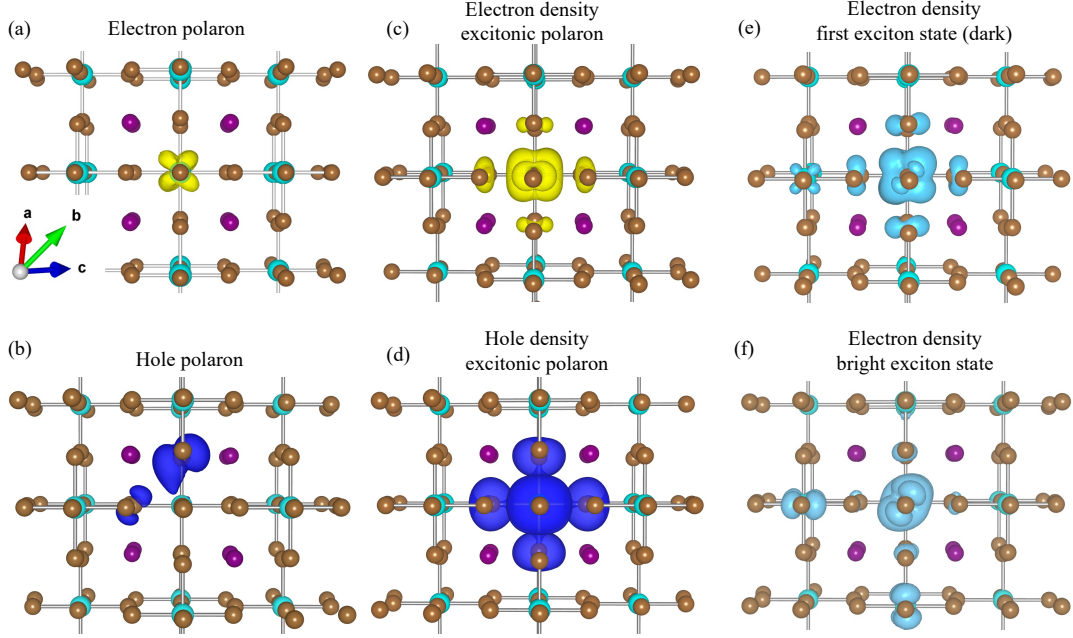 (a)
Electron polaron
a
b
c
(c)
Electron density
excitonic polaron
(e)
Electron density
first exciton state (dark)
(b)
Hole polaron
(d)
Hole density
excitonic polaron
(f)
Electron density
bright exciton state